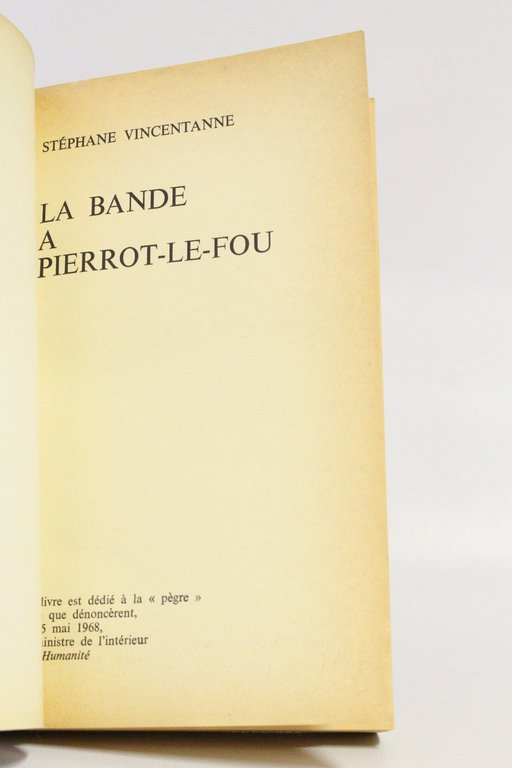 STÉPHANE VINCENTANNE
LA BANDE
A
PIERROT-LE-FOU
livre est dédié à la « pègre »
que dénoncèrent,
5 mai 1968,
ministre de l'intérieur
Humanité